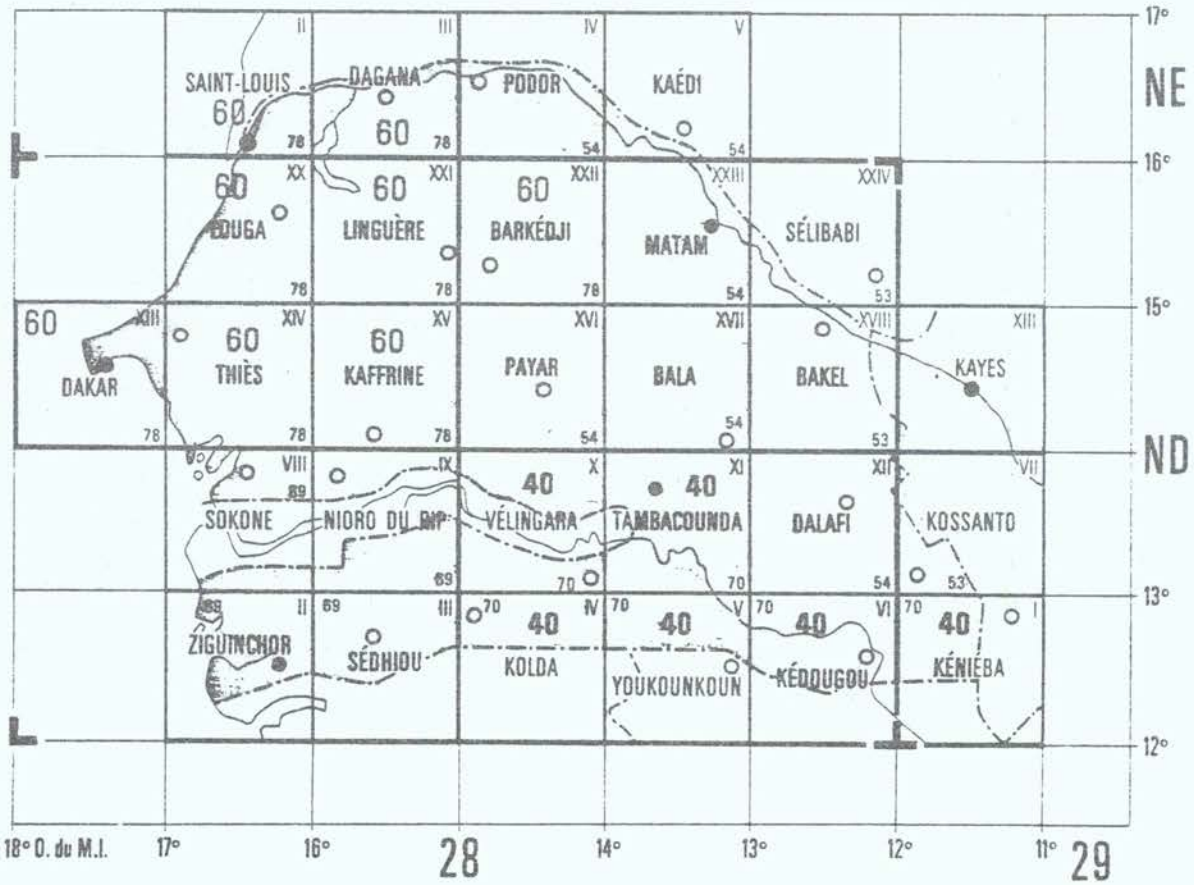 II III IV V 17°
SAINT-LOUIS DAGANA PODOR KAÉDI NE
60 78 60 78 54 54
16°
XX XXI XXII XXIII XXIV
60 60 60
LOUGA LINGUÈRE BARKÉDJI MATAM SÉLIBABI
78 78 78 54 53
15°
60 XIII XIV XV XVI XVII XVIII XIII
60 60
DAKAR THIÈS KAFFRINE PAYAR BALA BAKEL KAYES
78 78 78 54 54 53
ND
VIII IX X XI XII VII
69 40 40
SOKONE NIORO DU RIP VÉLINGARA TAMBACOUNDA DALAFI KOSSANTO
69 70 70 54 53
13°
69 II 69 III 70 IV 70 V 70 VI 70 I
40 40 40 40
ZIGUINCHOR SÉDHIOU KOLDA YOUKOUNKOUN KÉDOUGOU KÉNIEBA
12°
18° O. du M.I. 17° 16° 28 14° 13° 12° 11° 29